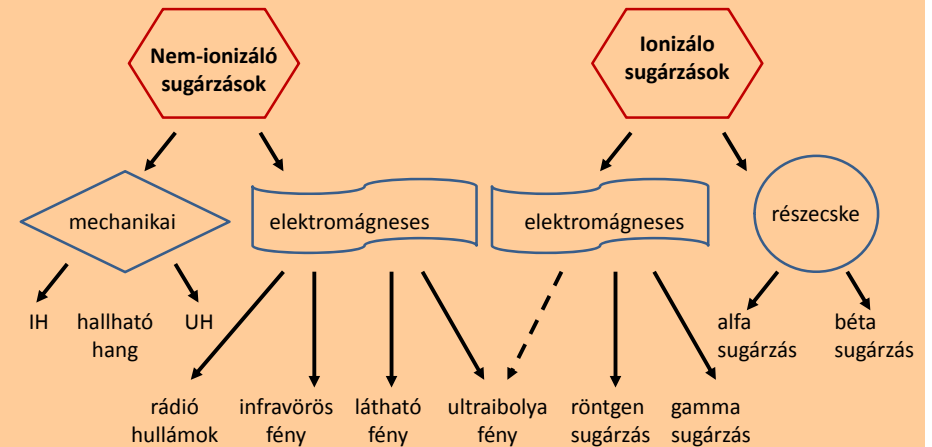 Nem-ionizáló
sugárzások
Ionizálo
sugárzások
mechanikai
elektromágneses
elektromágneses
részecske
IH
hallható
hang
UH
alfa
sugárzás
béta
sugárzás
rádió
hullámok
infravörös
fény
látható
fény
ultraibolya
fény
röntgen
sugárzás
gamma
sugárzás